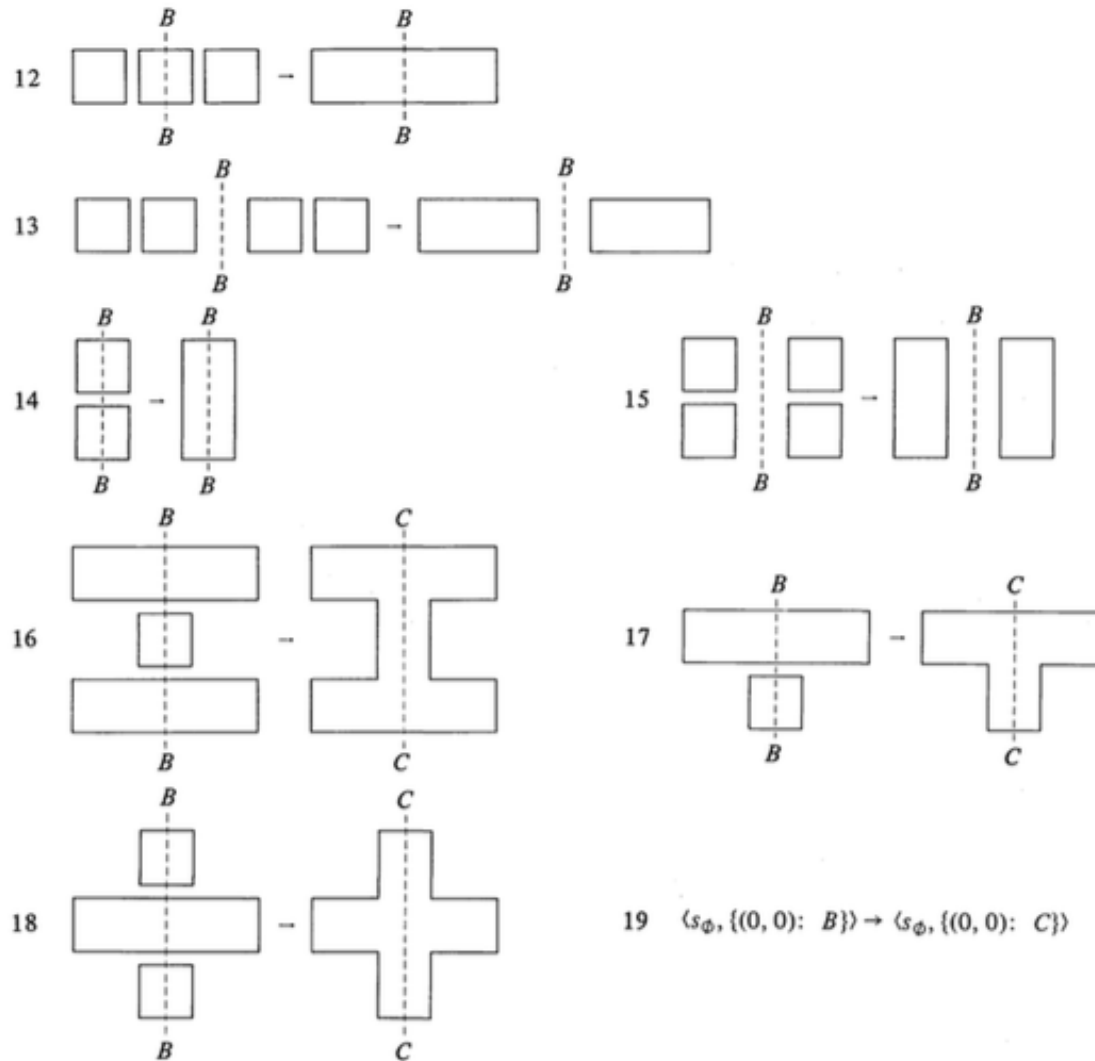 B B
12 →
B B
B B
13 →
B B
B B B B
14 → 15 →
B B B B
B C
16 →
B C
B C
17 →
B C
B C
18 →
B C
19 ⟨s_Φ, {(0, 0): B}⟩ → ⟨s_Φ, {(0, 0): C}⟩